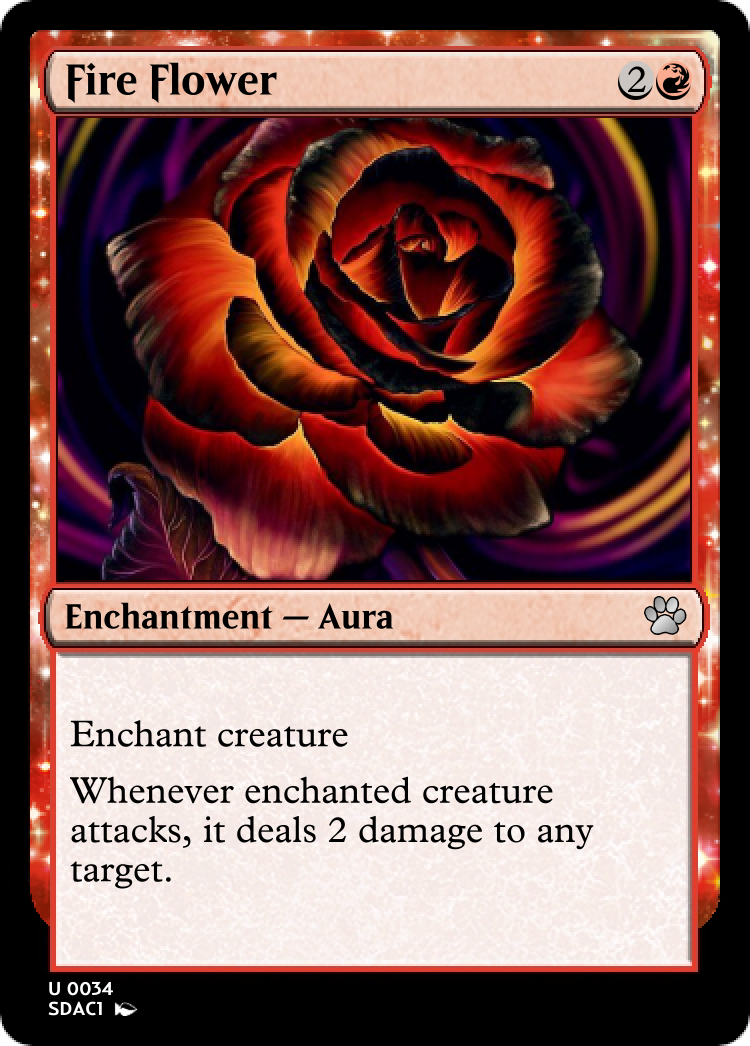 Fire Flower 2
Enchantment — Aura
Enchant creature
Whenever enchanted creature
attacks, it deals 2 damage to any
target.
U 0034
SDAC1